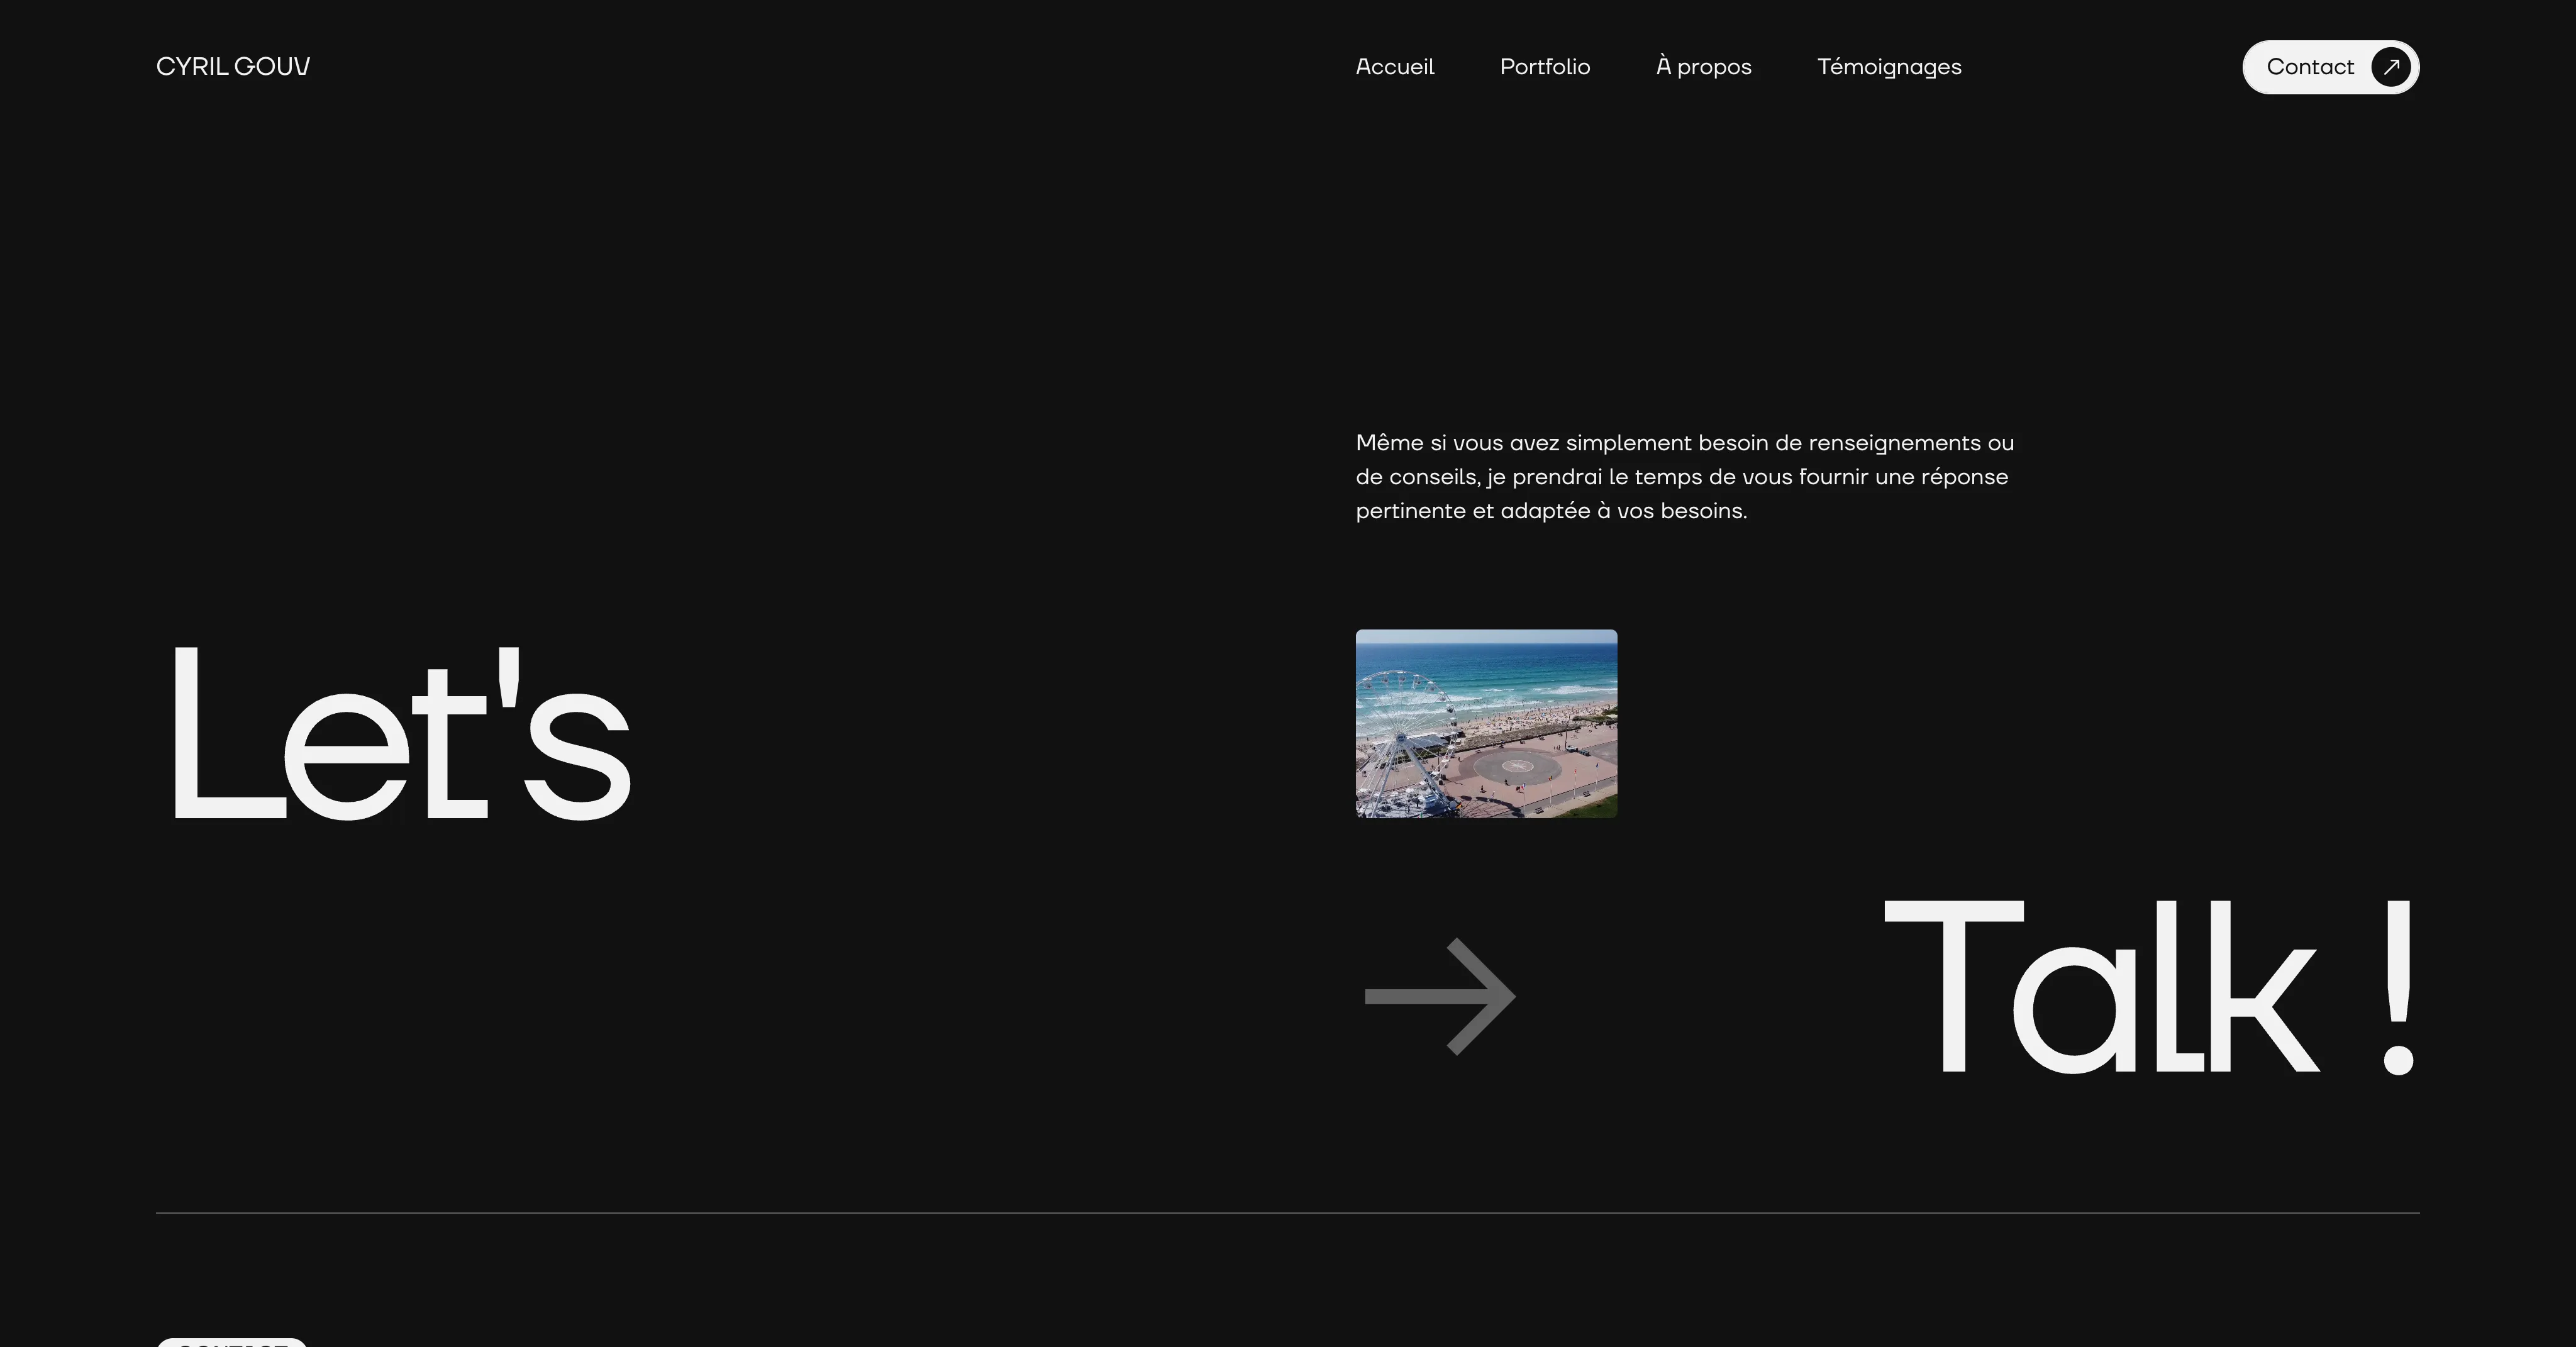 CYRIL GOUV
Accueil
Portfolio
À propos
Témoignages
Contact
Même si vous avez simplement besoin de renseignements ou
de conseils, je prendrai le temps de vous fournir une réponse
pertinente et adaptée à vos besoins.
Let's
Talk !
CONTACT